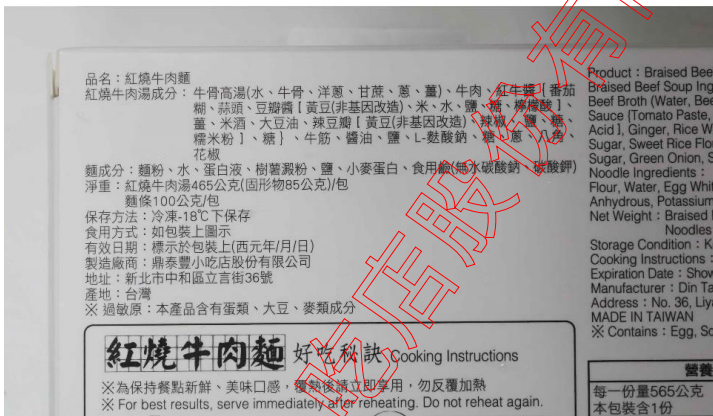 品名：紅燒牛肉麵
紅燒牛肉湯成分：牛骨高湯(水、牛骨、洋蔥、甘蔗、蔥、薑)、牛肉、紅牛醬【番茄
糊、蒜頭、豆瓣醬【黃豆(非基因改造)、米、水、鹽、糖、檸檬酸】、
薑、米酒、大豆油、辣豆瓣【黃豆(非基因改造)、辣椒、鹽、糖、
糯米粉】、糖}、牛筋、醬油、鹽、L-麩酸鈉、糖、蔥、八角、
花椒
麵成分：麵粉、水、蛋白液、樹薯澱粉、鹽、小麥蛋白、食用鹼(無水碳酸鈉、碳酸鉀)
淨重：紅燒牛肉湯465公克(固形物85公克)/包
麵條100公克/包
保存方法：冷凍-18℃下保存
食用方式：如包裝上圖示
有效日期：標示於包裝上(西元年/月/日)
製造廠商：鼎泰豐小吃店股份有限公司
地址：新北市中和區立言街36號
產地：台灣
※ 過敏原：本產品含有蛋類、大豆、麥類成分
Product：Braised Bee
Braised Beef Soup Ing
Beef Broth (Water, Bee
Sauce [Tomato Paste,
Acid ], Ginger, Rice W
Sugar, Sweet Rice Flou
Sugar, Green Onion, S
Noodle Ingredients：
Flour, Water, Egg Whit
Anhydrous, Potassium
Net Weight：Braised
Noodles
Storage Condition：K
Cooking Instructions：
Expiration Date：Show
Manufacturer：Din Ta
Address：No. 36, Liya
MADE IN TAIWAN
※ Contains：Egg, So
紅燒牛肉麵 好吃秘訣 Cooking Instructions
※為保持餐點新鮮、美味口感，覆熱後請立即享用，勿反覆加熱
※ For best results, serve immediately after reheating. Do not reheat again.
營養
每一份量565公克
本包裝含1份
吃店股份有